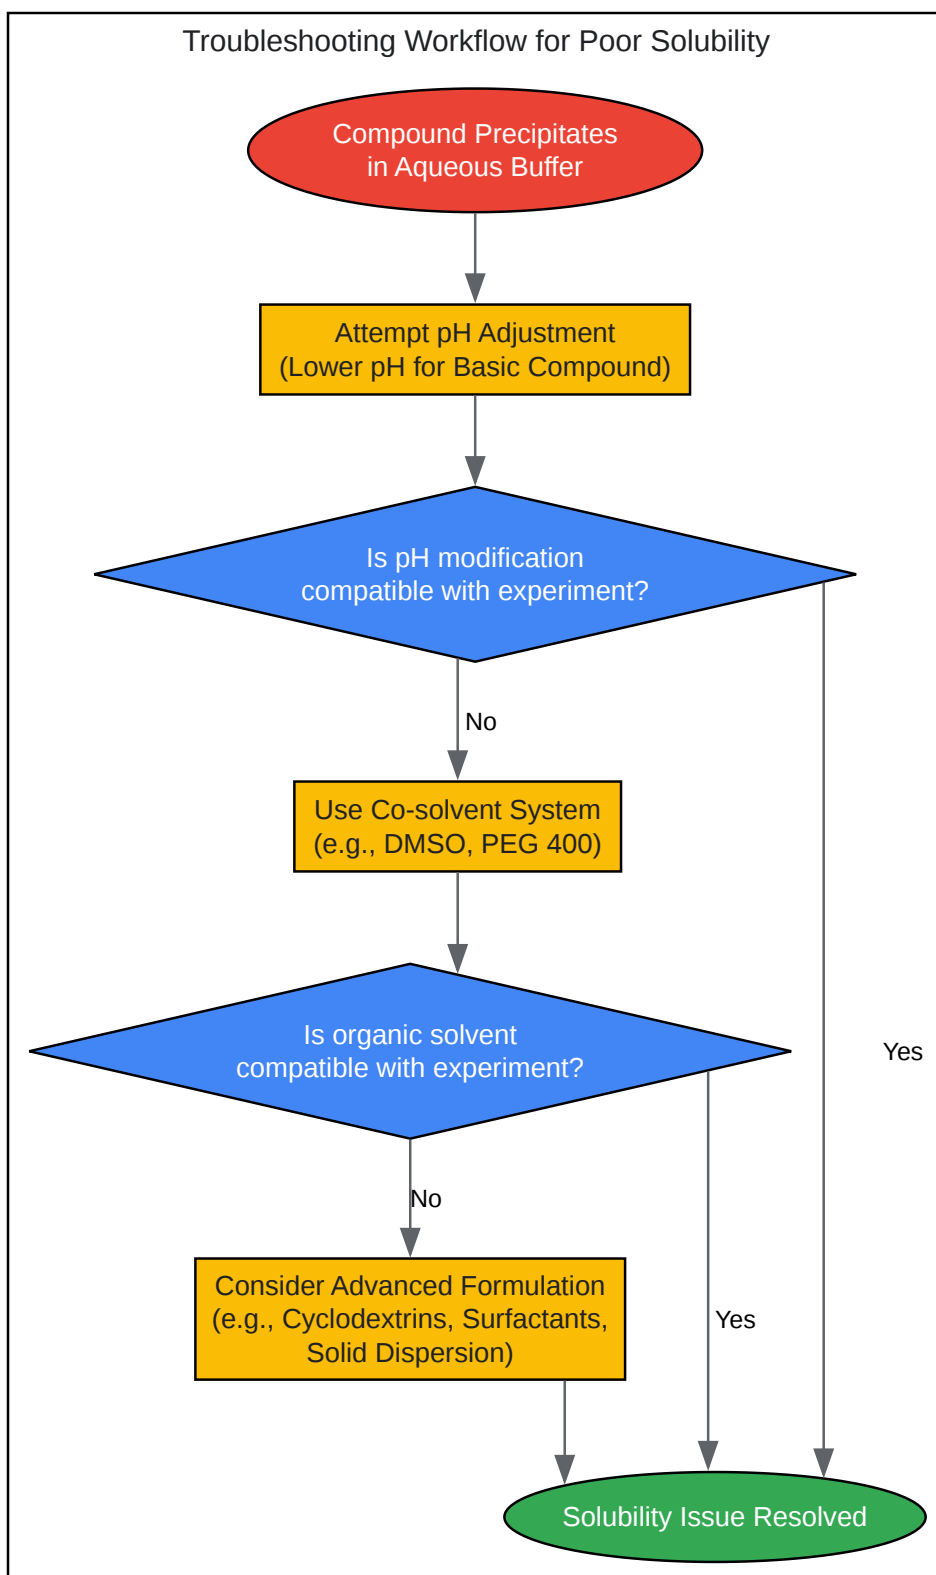 Troubleshooting Workflow for Poor Solubility
Compound Precipitates
in Aqueous Buffer
Attempt pH Adjustment
(Lower pH for Basic Compound)
Is pH modification
compatible with experiment?
No
Use Co-solvent System
(e.g., DMSO, PEG 400)
Is organic solvent
compatible with experiment?
Yes
No
Consider Advanced Formulation
(e.g., Cyclodextrins, Surfactants,
Solid Dispersion)
Yes
Solubility Issue Resolved